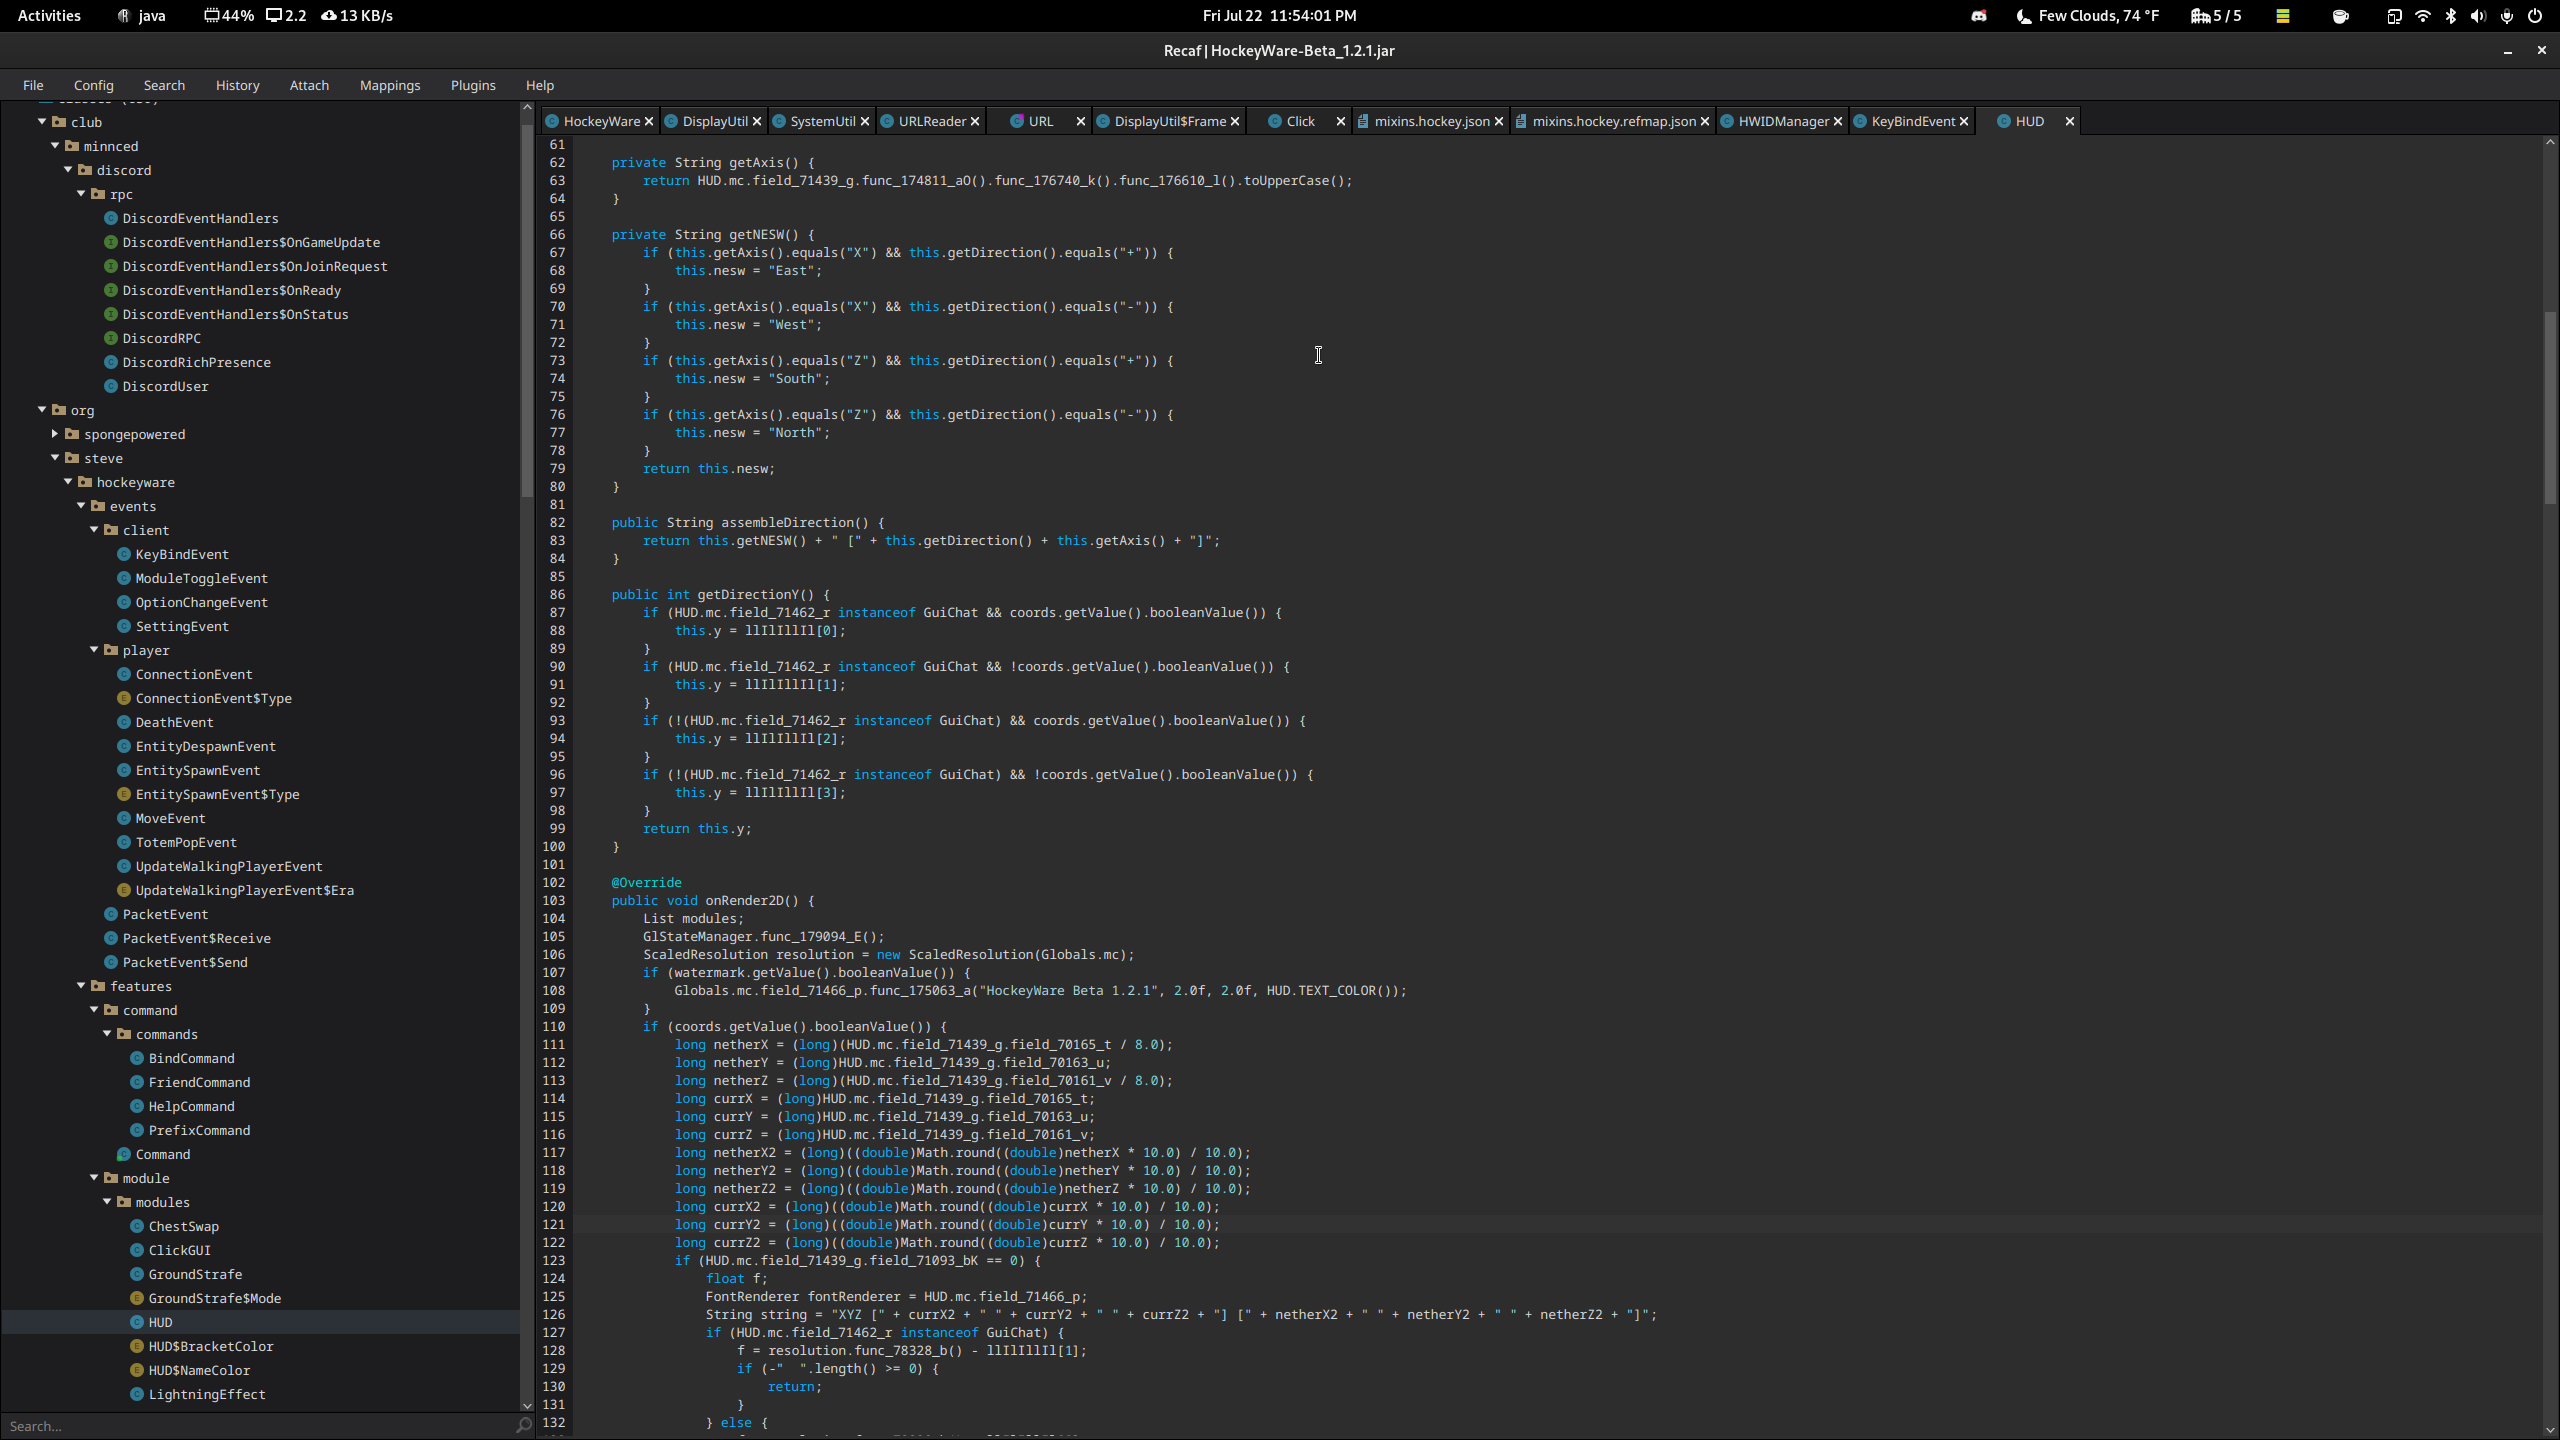 Activities java 44% 2.2 13 KB/s Fri Jul 22 11:54:01 PM Few Clouds, 74 °F 5 / 5
Recaf | HockeyWare-Beta_1.2.1.jar
File Config Search History Attach Mappings Plugins Help
club
minnced
discord
rpc
DiscordEventHandlers
DiscordEventHandlers$OnGameUpdate
DiscordEventHandlers$OnJoinRequest
DiscordEventHandlers$OnReady
DiscordEventHandlers$OnStatus
DiscordRPC
DiscordRichPresence
DiscordUser
org
spongepowered
steve
hockeyware
events
client
KeyBindEvent
ModuleToggleEvent
OptionChangeEvent
SettingEvent
player
ConnectionEvent
ConnectionEvent$Type
DeathEvent
EntityDespawnEvent
EntitySpawnEvent
EntitySpawnEvent$Type
MoveEvent
TotemPopEvent
UpdateWalkingPlayerEvent
UpdateWalkingPlayerEvent$Era
PacketEvent
PacketEvent$Receive
PacketEvent$Send
features
command
commands
BindCommand
FriendCommand
HelpCommand
PrefixCommand
Command
module
modules
ChestSwap
ClickGUI
GroundStrafe
GroundStrafe$Mode
HUD
HUD$BracketColor
HUD$NameColor
LightningEffect
Search...
HockeyWare DisplayUtil SystemUtil URLReader URL DisplayUtil$Frame Click mixins.hockey.json mixins.hockey.refmap.json HWIDManager KeyBindEvent HUD
61
62 private String getAxis() {
63 return HUD.mc.field_71439_g.func_174811_aO().func_176740_k().func_176610_l().toUpperCase();
64 }
65
66 private String getNESW() {
67 if (this.getAxis().equals("X") && this.getDirection().equals("+")) {
68 this.nesw = "East";
69 }
70 if (this.getAxis().equals("X") && this.getDirection().equals("-")) {
71 this.nesw = "West";
72 }
73 if (this.getAxis().equals("Z") && this.getDirection().equals("+")) {
74 this.nesw = "South";
75 }
76 if (this.getAxis().equals("Z") && this.getDirection().equals("-")) {
77 this.nesw = "North";
78 }
79 return this.nesw;
80 }
81
82 public String assembleDirection() {
83 return this.getNESW() + " [" + this.getDirection() + this.getAxis() + "]";
84 }
85
86 public int getDirectionY() {
87 if (HUD.mc.field_71462_r instanceof GuiChat && coords.getValue().booleanValue()) {
88 this.y = llIlIllIl[0];
89 }
90 if (HUD.mc.field_71462_r instanceof GuiChat && !coords.getValue().booleanValue()) {
91 this.y = llIlIllIl[1];
92 }
93 if (!(HUD.mc.field_71462_r instanceof GuiChat) && coords.getValue().booleanValue()) {
94 this.y = llIlIllIl[2];
95 }
96 if (!(HUD.mc.field_71462_r instanceof GuiChat) && !coords.getValue().booleanValue()) {
97 this.y = llIlIllIl[3];
98 }
99 return this.y;
100 }
101
102 @Override
103 public void onRender2D() {
104 List modules;
105 GlStateManager.func_179094_E();
106 ScaledResolution resolution = new ScaledResolution(Globals.mc);
107 if (watermark.getValue().booleanValue()) {
108 Globals.mc.field_71466_p.func_175063_a("HockeyWare Beta 1.2.1", 2.0f, 2.0f, HUD.TEXT_COLOR());
109 }
110 if (coords.getValue().booleanValue()) {
111 long netherX = (long)(HUD.mc.field_71439_g.field_70165_t / 8.0);
112 long netherY = (long)HUD.mc.field_71439_g.field_70163_u;
113 long netherZ = (long)(HUD.mc.field_71439_g.field_70161_v / 8.0);
114 long currX = (long)HUD.mc.field_71439_g.field_70165_t;
115 long currY = (long)HUD.mc.field_71439_g.field_70163_u;
116 long currZ = (long)HUD.mc.field_71439_g.field_70161_v;
117 long netherX2 = (long)((double)Math.round((double)netherX * 10.0) / 10.0);
118 long netherY2 = (long)((double)Math.round((double)netherY * 10.0) / 10.0);
119 long netherZ2 = (long)((double)Math.round((double)netherZ * 10.0) / 10.0);
120 long currX2 = (long)((double)Math.round((double)currX * 10.0) / 10.0);
121 long currY2 = (long)((double)Math.round((double)currY * 10.0) / 10.0);
122 long currZ2 = (long)((double)Math.round((double)currZ * 10.0) / 10.0);
123 if (HUD.mc.field_71439_g.field_71093_bK == 0) {
124 float f;
125 FontRenderer fontRenderer = HUD.mc.field_71466_p;
126 String string = "XYZ [" + currX2 + " " + currY2 + " " + currZ2 + "] [" + netherX2 + " " + netherY2 + " " + netherZ2 + "]";
127 if (HUD.mc.field_71462_r instanceof GuiChat) {
128 f = resolution.func_78328_b() - llIlIllIl[1];
129 if (-"  ".length() >= 0) {
130 return;
131 }
132 } else {